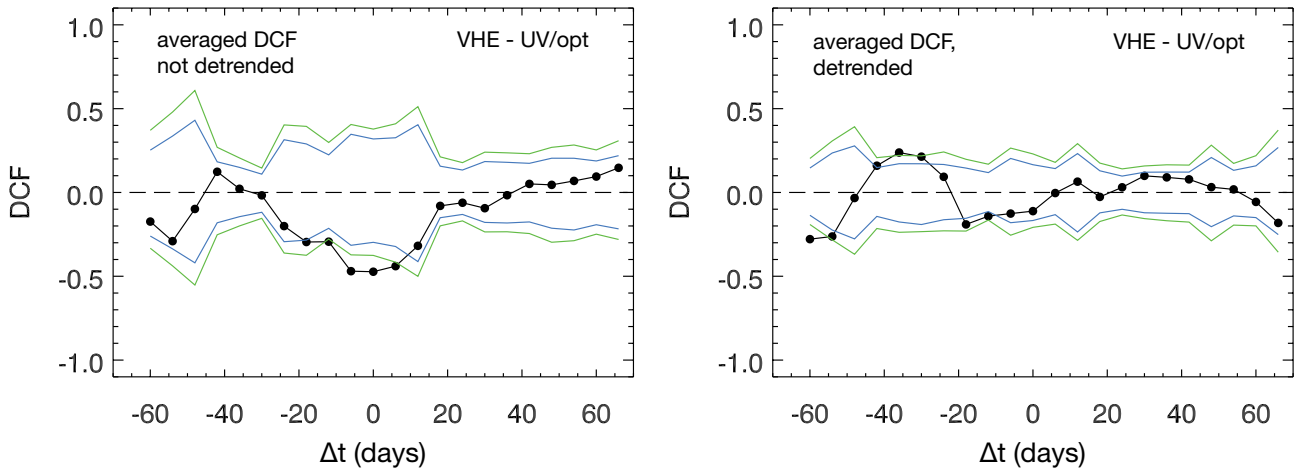 averaged DCF
not detrended
VHE - UV/opt
1.0
0.5
0.0
-0.5
-1.0
DCF
-60 -40 -20 0 20 40 60
Δt (days)
averaged DCF,
detrended
VHE - UV/opt
1.0
0.5
0.0
-0.5
-1.0
DCF
-60 -40 -20 0 20 40 60
Δt (days)